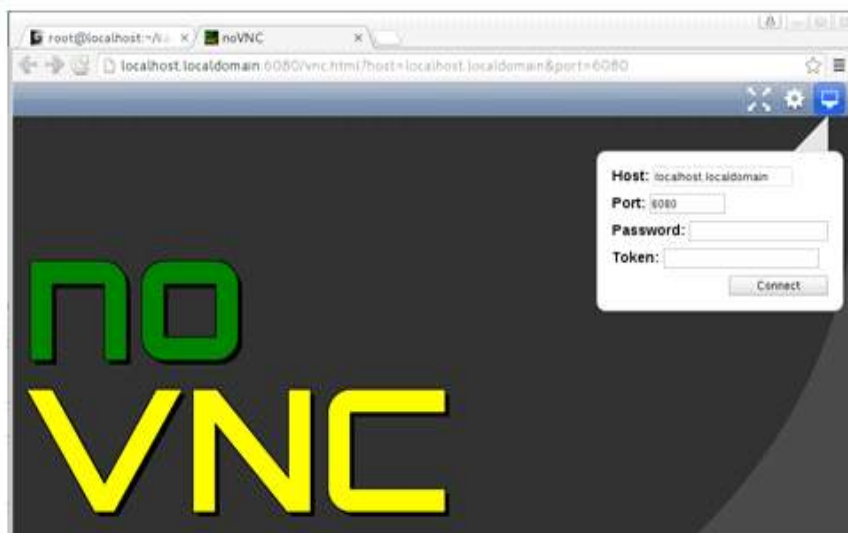 root@localhost:~/
noVNC
localhost.localdomain:6080/vnc.html?host=localhost.localdomain&port=6080
Host: localhost.localdomain
Port: 6080
Password:
Token:
Connect
no
VNC